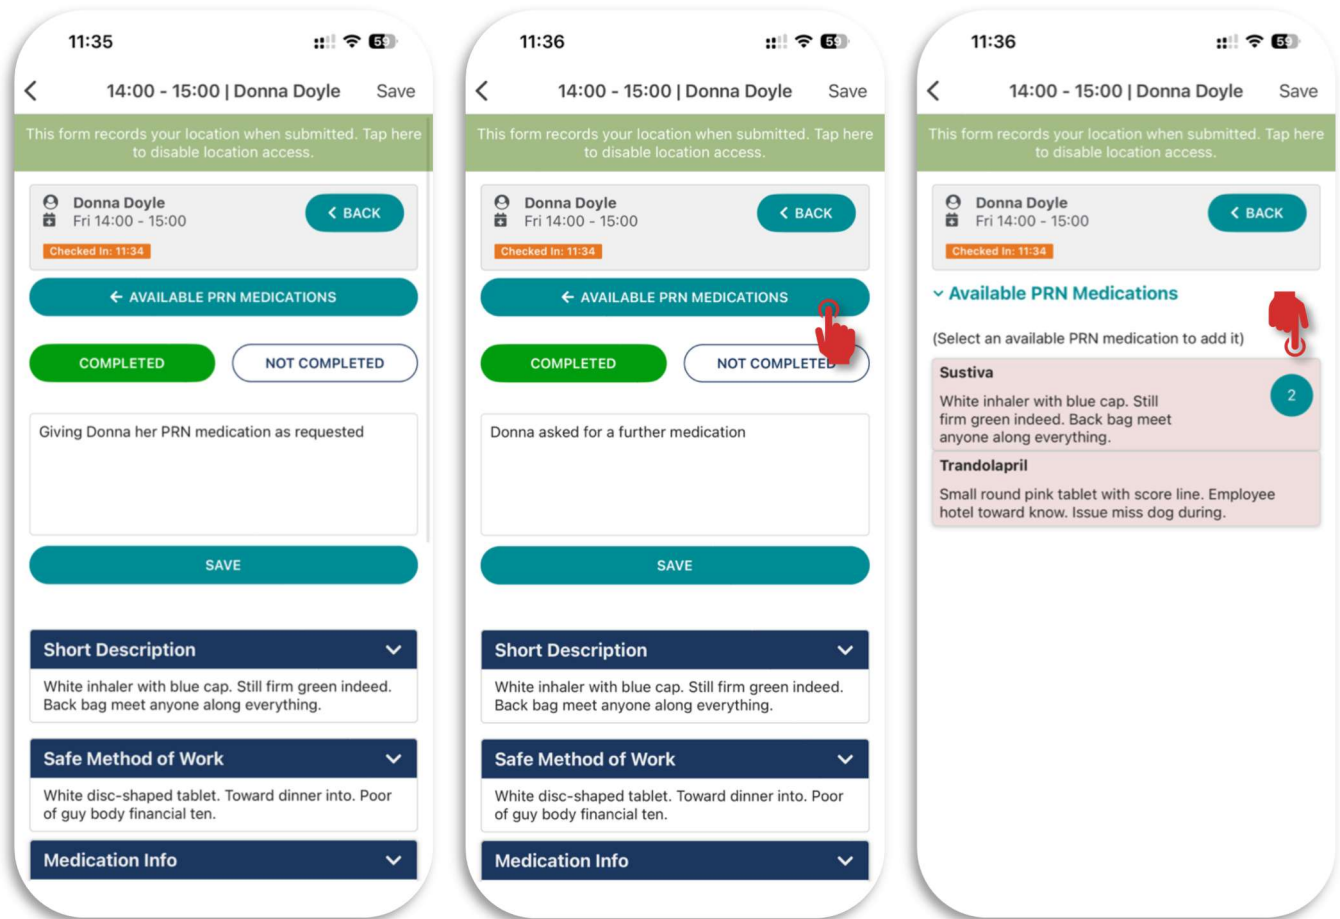 11:35
59
14:00 - 15:00 | Donna Doyle
Save
This form records your location when submitted. Tap here
to disable location access.
Donna Doyle
Fri 14:00 - 15:00
BACK
Checked In: 11:34
AVAILABLE PRN MEDICATIONS
COMPLETED
NOT COMPLETED
Giving Donna her PRN medication as requested
SAVE
Short Description
White inhaler with blue cap. Still firm green indeed.
Back bag meet anyone along everything.
Safe Method of Work
White disc-shaped tablet. Toward dinner into. Poor
of guy body financial ten.
Medication Info
11:36
59
14:00 - 15:00 | Donna Doyle
Save
This form records your location when submitted. Tap here
to disable location access.
Donna Doyle
Fri 14:00 - 15:00
BACK
Checked In: 11:34
AVAILABLE PRN MEDICATIONS
COMPLETED
NOT COMPLETED
Donna asked for a further medication
SAVE
Short Description
White inhaler with blue cap. Still firm green indeed.
Back bag meet anyone along everything.
Safe Method of Work
White disc-shaped tablet. Toward dinner into. Poor
of guy body financial ten.
Medication Info
11:36
59
14:00 - 15:00 | Donna Doyle
Save
This form records your location when submitted. Tap here
to disable location access.
Donna Doyle
Fri 14:00 - 15:00
BACK
Checked In: 11:34
Available PRN Medications
(Select an available PRN medication to add it)
Sustiva
White inhaler with blue cap. Still
firm green indeed. Back bag meet
anyone along everything.
2
Trandolapril
Small round pink tablet with score line. Employee
hotel toward know. Issue miss dog during.